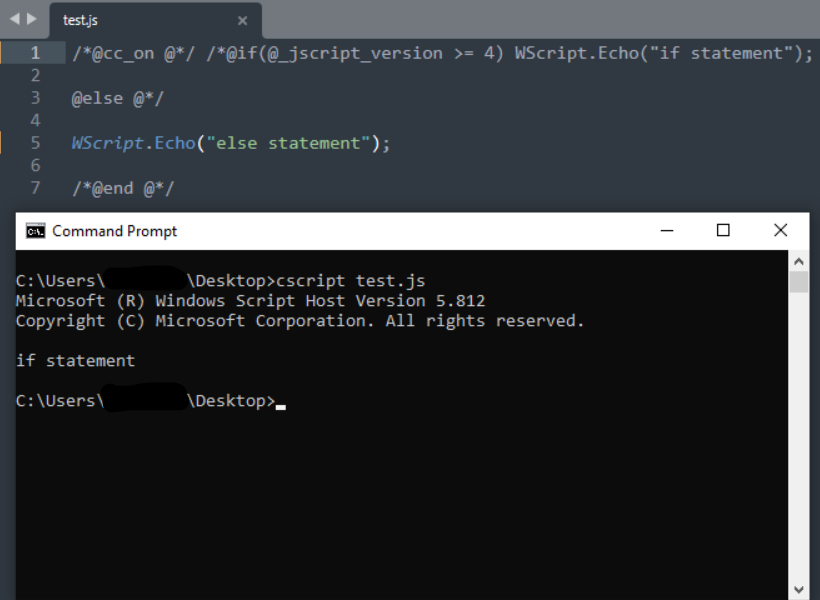 test.js
1 /*@cc_on @*/ /*@if(@_jscript_version >= 4) WScript.Echo("if statement");
2
3 @else @*/
4
5 WScript.Echo("else statement");
6
7 /*@end @*/
Command Prompt
C:\Users\ \Desktop>cscript test.js
Microsoft (R) Windows Script Host Version 5.812
Copyright (C) Microsoft Corporation. All rights reserved.
if statement
C:\Users\ \Desktop>